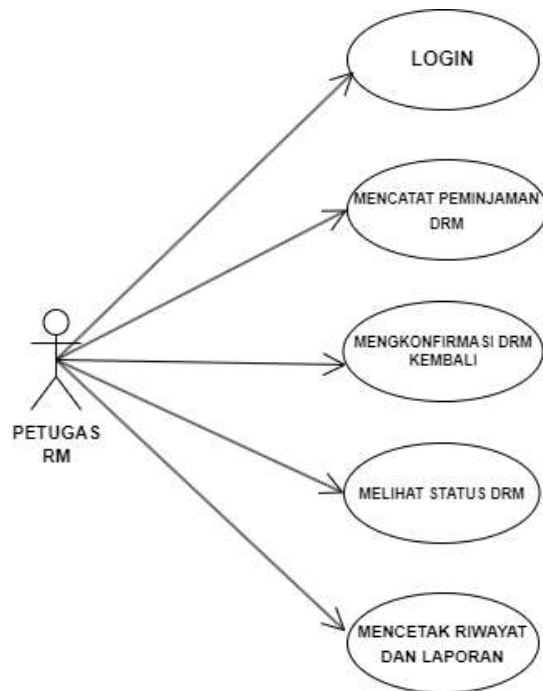 LOGIN
MENCATAT PEMINJAMAN
DRM
MENGKONFIRMASI DRM
KEMBALI
PETUGAS
RM
MELIHAT STATUS DRM
MENCETAK RIWAYAT
DAN LAPORAN